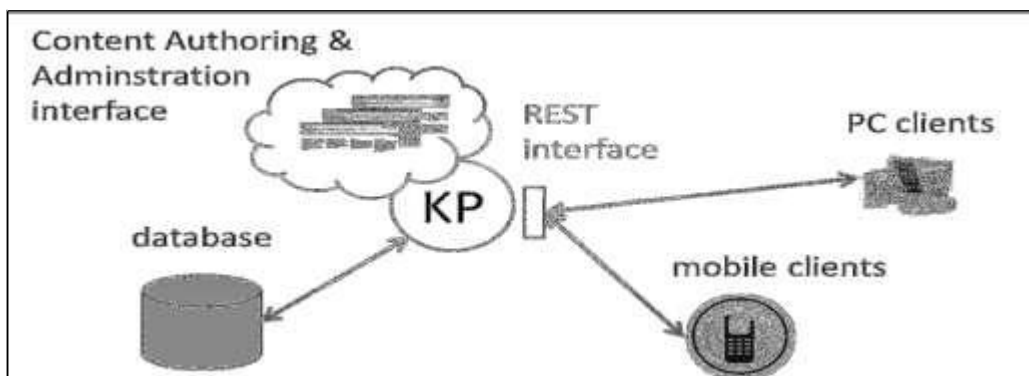 Content Authoring &
Adminstration
interface
REST
interface
PC clients
KP
database
mobile clients